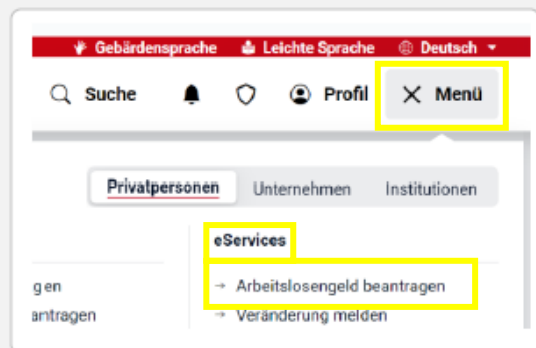 Gebärdensprache Leichte Sprache Deutsch
Suche Profil Menü
Privatpersonen Unternehmen Institutionen
eServices
gen → Arbeitslosengeld beantragen
antragen → Veränderung melden